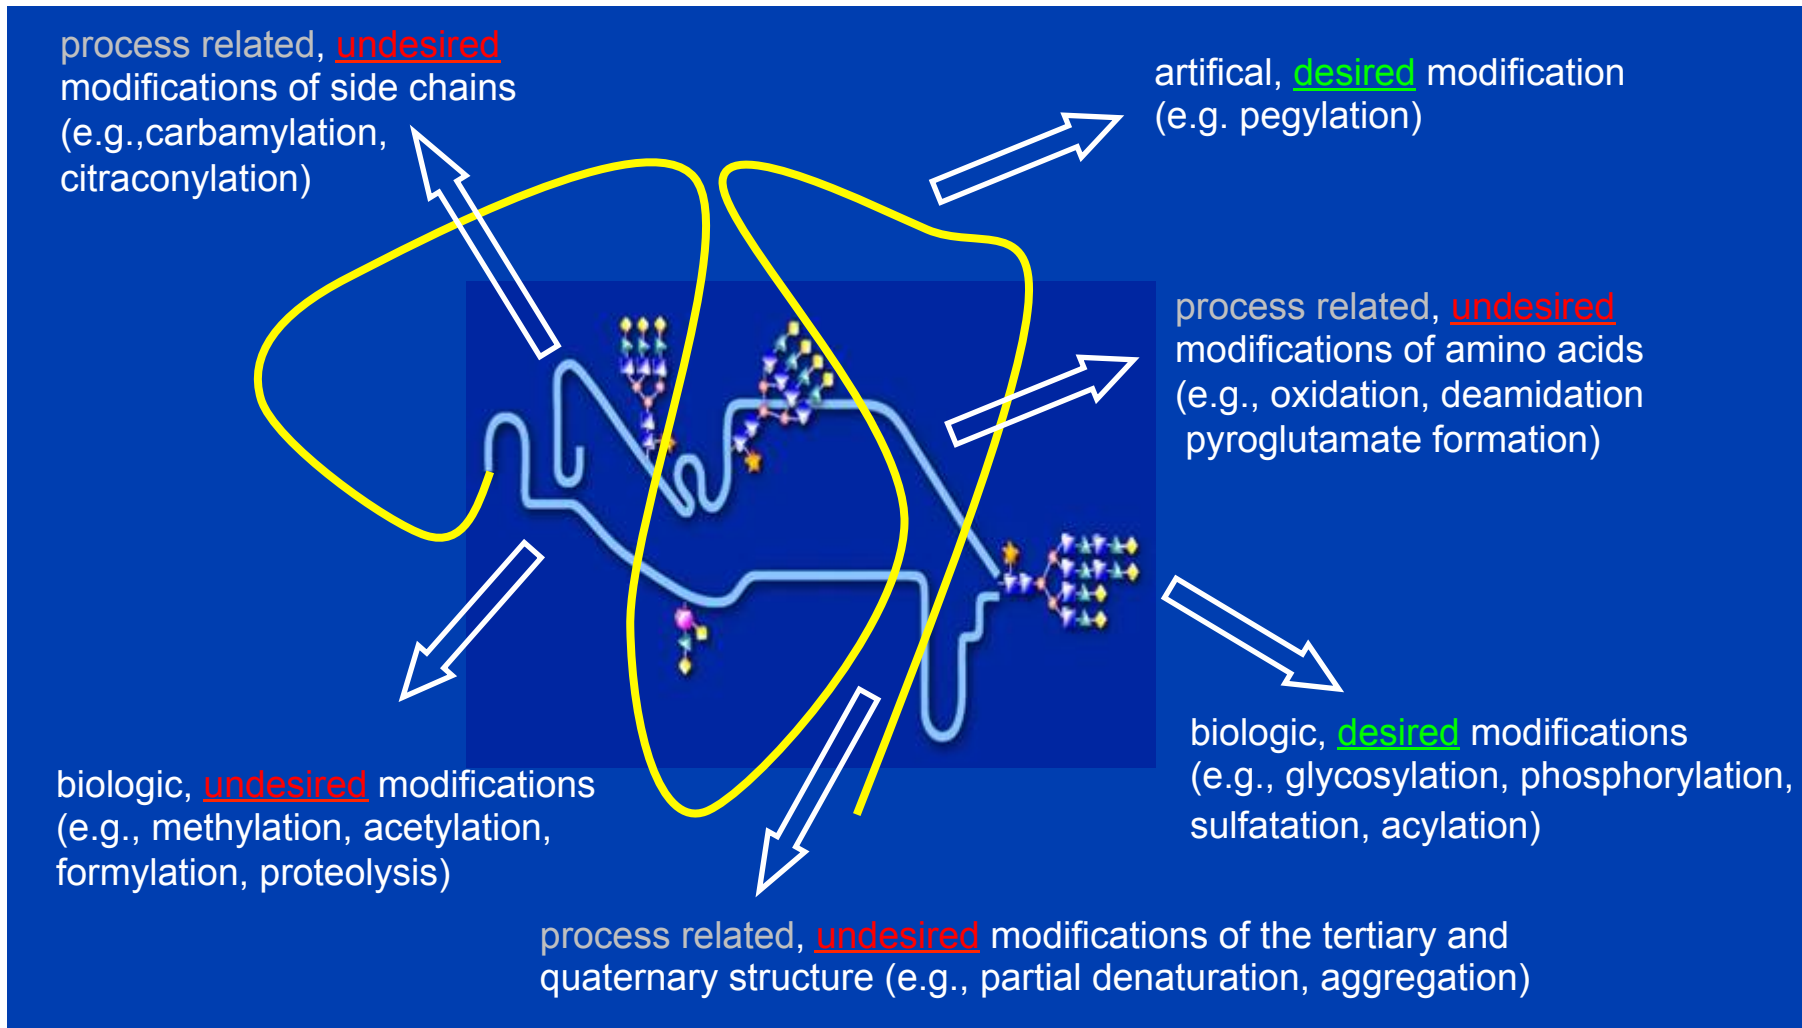 process related, undesired
modifications of side chains
(e.g.,carbamylation,
citraconylation)
artifical, desired modification
(e.g. pegylation)
process related, undesired
modifications of amino acids
(e.g., oxidation, deamidation
pyroglutamate formation)
biologic, desired modifications
(e.g., glycosylation, phosphorylation,
sulfatation, acylation)
biologic, undesired modifications
(e.g., methylation, acetylation,
formylation, proteolysis)
process related, undesired modifications of the tertiary and
quaternary structure (e.g., partial denaturation, aggregation)